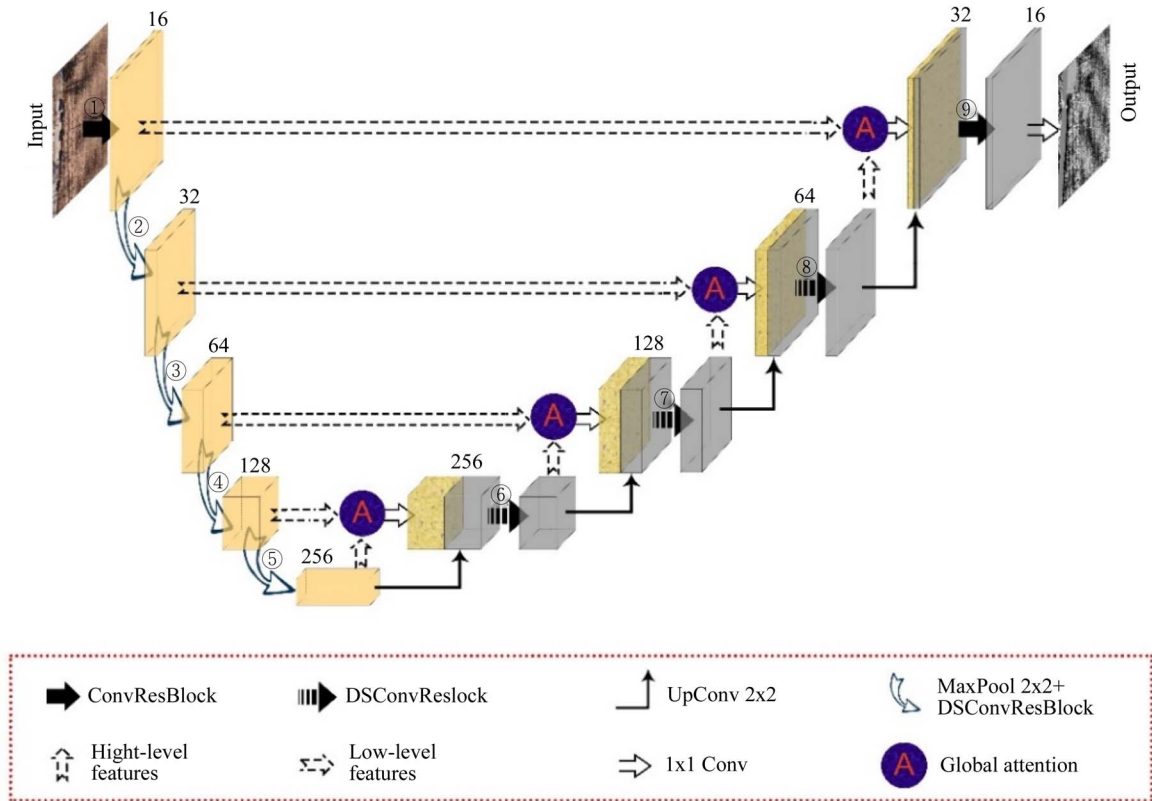 16
32
16
Input
①
A
⑨
Output
32
64
②
A
⑧
64
128
③
A
⑦
128
256
④
A
⑥
256
⑤
ConvResBlock
DSConvReslock
UpConv 2x2
MaxPool 2x2+
DSConvResBlock
Hight-level
features
Low-level
features
1x1 Conv
A
Global attention